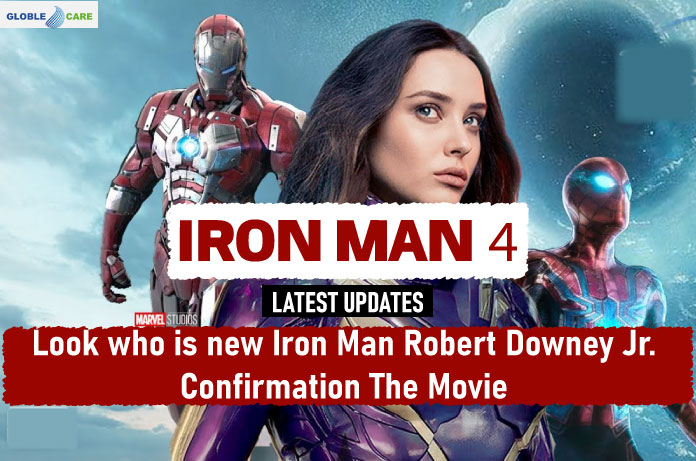 GLOBLE CARE
IRON MAN 4
LATEST UPDATES
MARVEL STUDIOS
Look who is new Iron Man Robert Downey Jr.
Confirmation The Movie